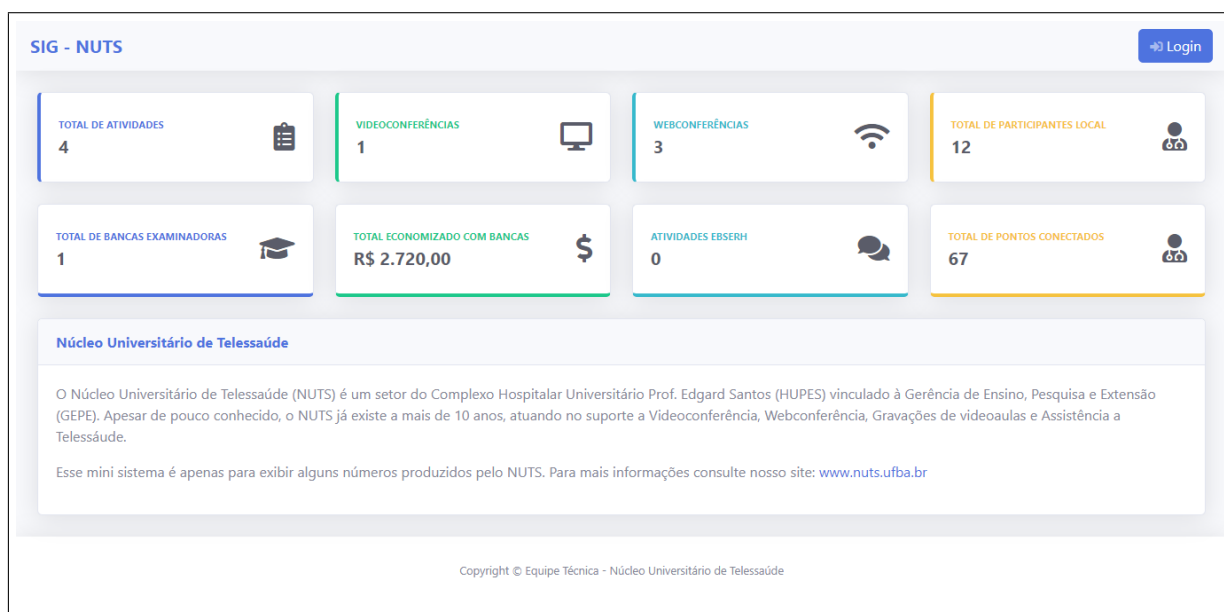 SIG - NUTS
Login
TOTAL DE ATIVIDADES
4
VIDEOCONFERÊNCIAS
1
WEBCONFERÊNCIAS
3
TOTAL DE PARTICIPANTES LOCAL
12
TOTAL DE BANCAS EXAMINADORAS
1
TOTAL ECONOMIZADO COM BANCAS
R$ 2.720,00
ATIVIDADES EBSERH
0
TOTAL DE PONTOS CONECTADOS
67
Núcleo Universitário de Telessaúde
O Núcleo Universitário de Telessaúde (NUTS) é um setor do Complexo Hospitalar Universitário Prof. Edgard Santos (HUPES) vinculado à Gerência de Ensino, Pesquisa e Extensão
(GEPE). Apesar de pouco conhecido, o NUTS já existe a mais de 10 anos, atuando no suporte a Videoconferência, Webconferência, Gravações de videoaulas e Assistência a
Telessáude.
Esse mini sistema é apenas para exibir alguns números produzidos pelo NUTS. Para mais informações consulte nosso site: www.nuts.ufba.br
Copyright © Equipe Técnica - Núcleo Universitário de Telessaúde